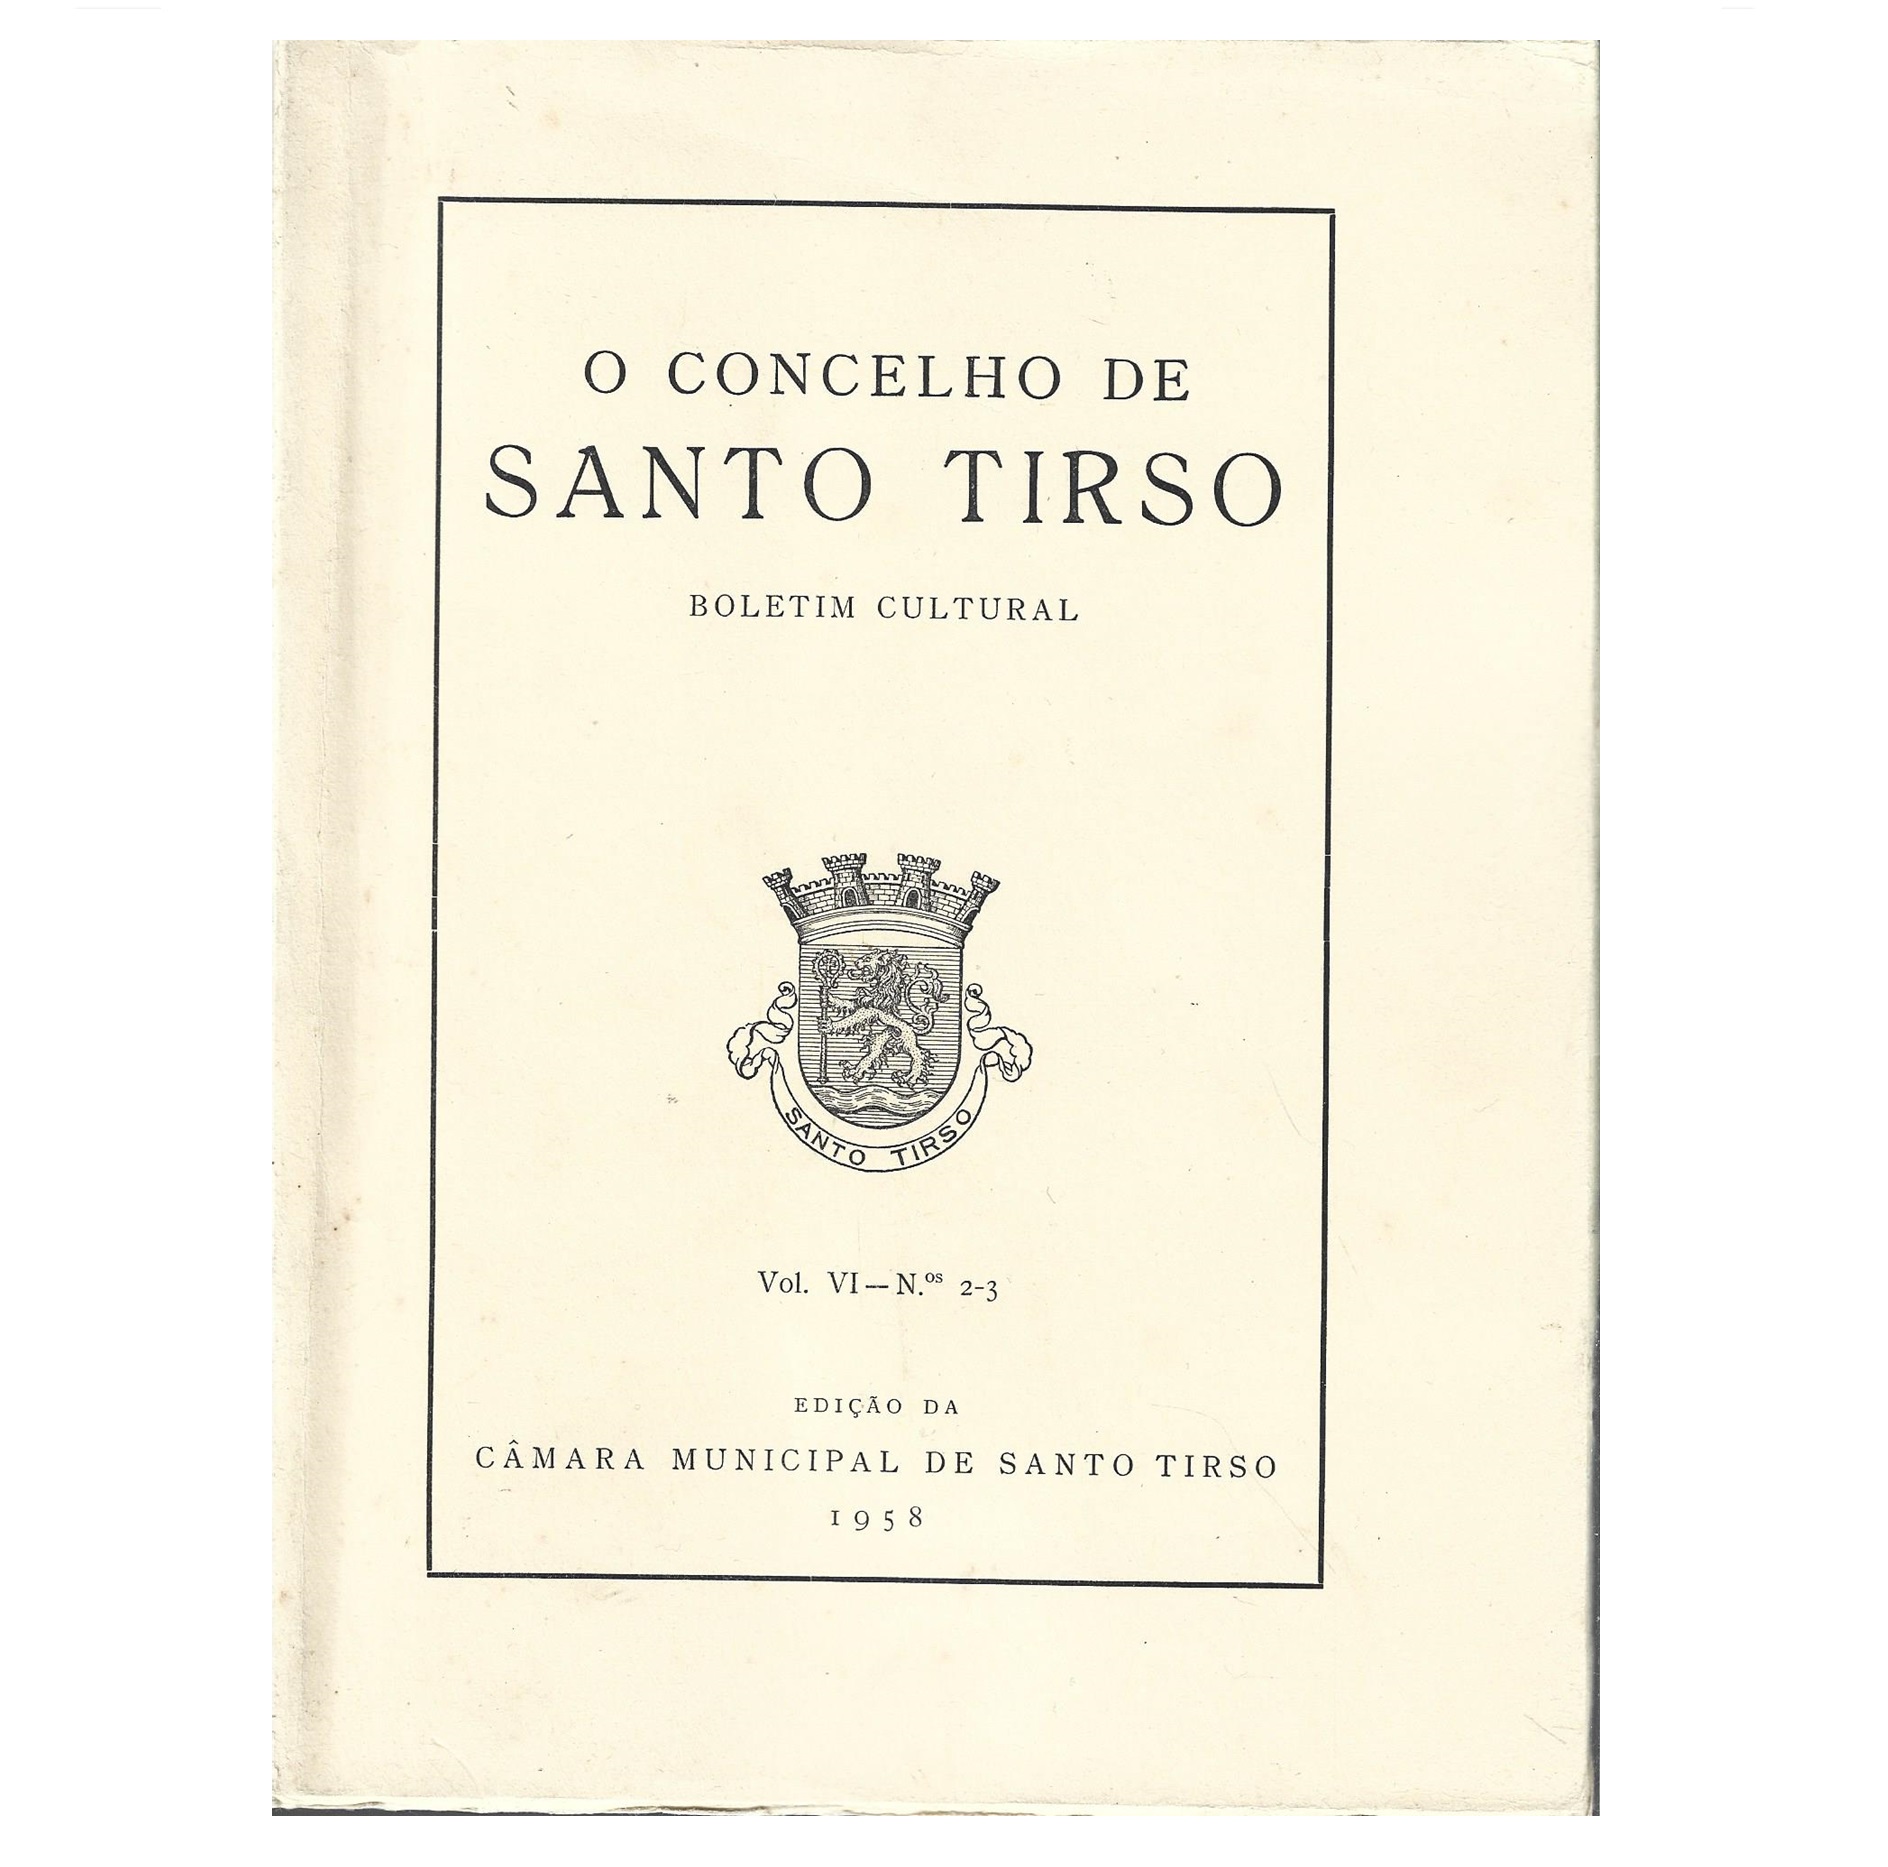 O CONCELHO DE
SANTO TIRSO
BOLETIM CULTURAL
SANTO TIRSO
Vol. VI — N.os 2-3
EDIÇÃO DA
CÂMARA MUNICIPAL DE SANTO TIRSO
1958